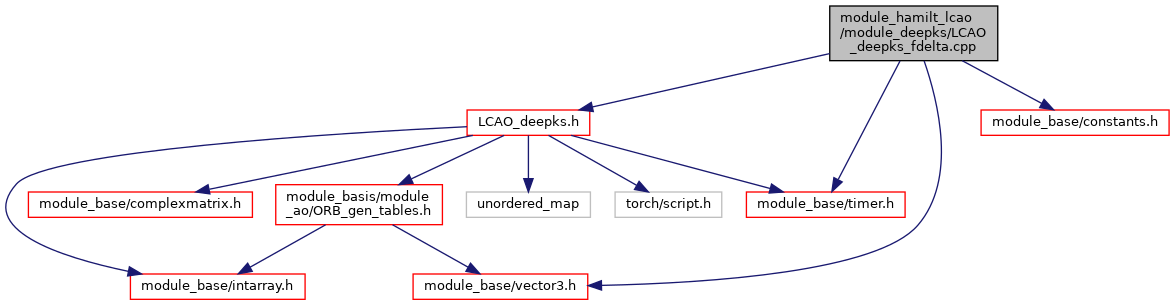 module_hamilt_lcao
/module_deepks/LCAO
_deepks_fdelta.cpp
LCAO_deepks.h
module_base/constants.h
module_base/complexmatrix.h
module_basis/module
_ao/ORB_gen_tables.h
unordered_map
torch/script.h
module_base/timer.h
module_base/intarray.h
module_base/vector3.h